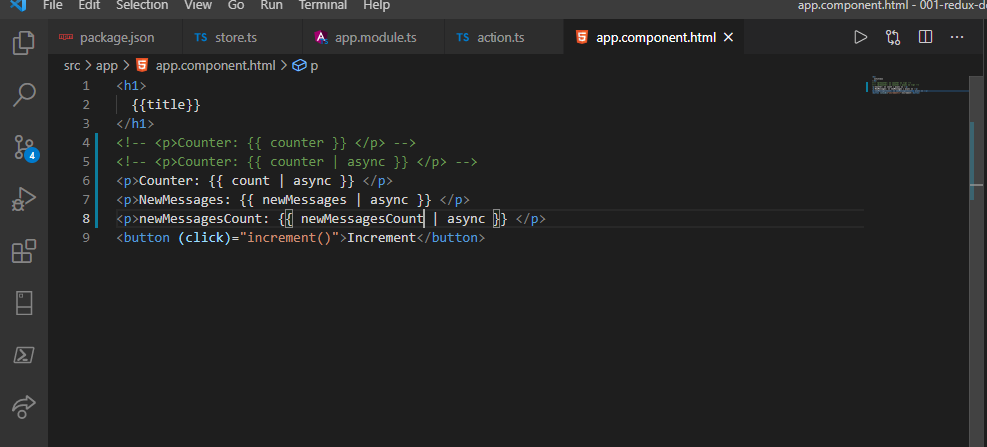 File Edit Selection View Go Run Terminal Help app.component.html - 001-redux-de
package.json TS store.ts app.module.ts TS action.ts app.component.html
src > app > app.component.html > p
1 <h1>
2 {{title}}
3 </h1>
4 <!-- <p>Counter: {{ counter }} </p> -->
5 <!-- <p>Counter: {{ counter | async }} </p> -->
6 <p>Counter: {{ count | async }} </p>
7 <p>NewMessages: {{ newMessages | async }} </p>
8 <p>newMessagesCount: {{ newMessagesCount | async }} </p>
9 <button (click)="increment()">Increment</button>
4